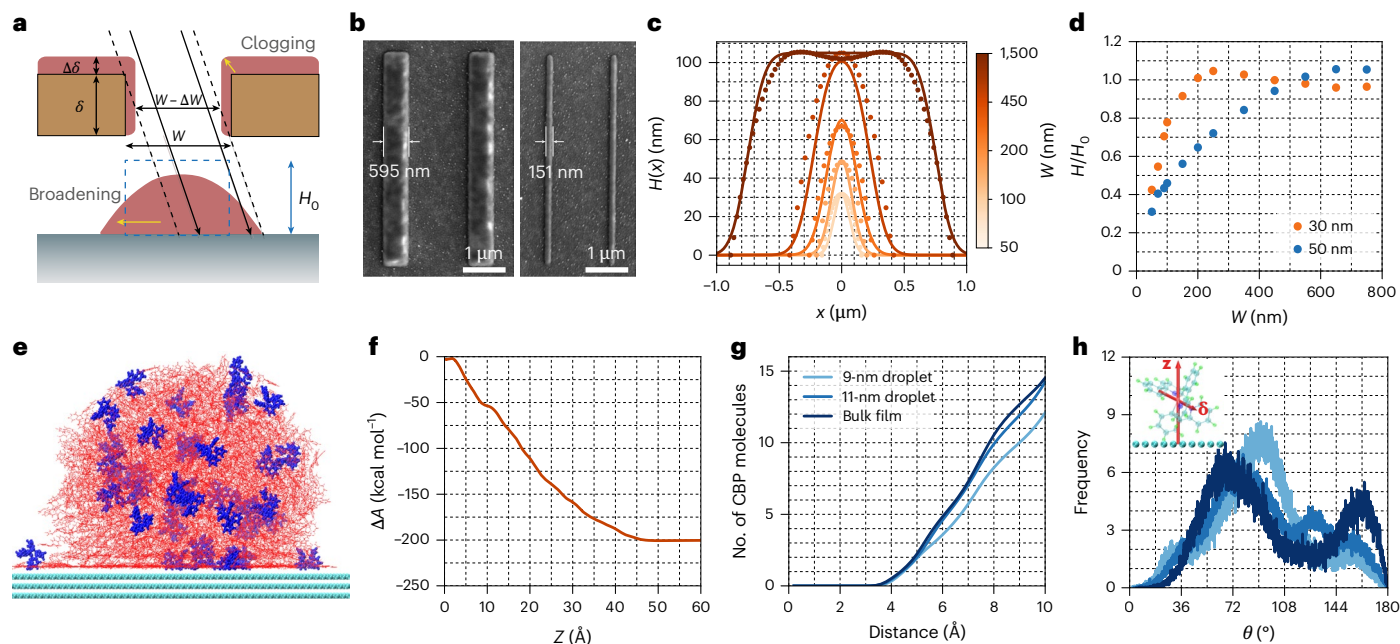 a
Clogging
Δδ
δ
W – ΔW
W
Broadening
H0
b
595 nm
1 μm
151 nm
1 μm
c
H(x) (nm)
100
80
60
40
20
0
–1.0
–0.5
0
0.5
1.0
x (μm)
1,500
450
200
100
50
W (nm)
d
H/H0
1.2
1.0
0.8
0.6
0.4
0.2
0
0
200
400
600
800
W (nm)
30 nm
50 nm
e
f
ΔA (kcal mol–1)
0
–50
–100
–150
–200
–250
0
10
20
30
40
50
60
Z (Å)
g
No. of CBP molecules
15
10
5
0
0
2
4
6
8
10
Distance (Å)
9-nm droplet
11-nm droplet
Bulk film
h
Frequency
12
9
6
3
0
0
36
72
108
144
180
θ (°)
z
δ